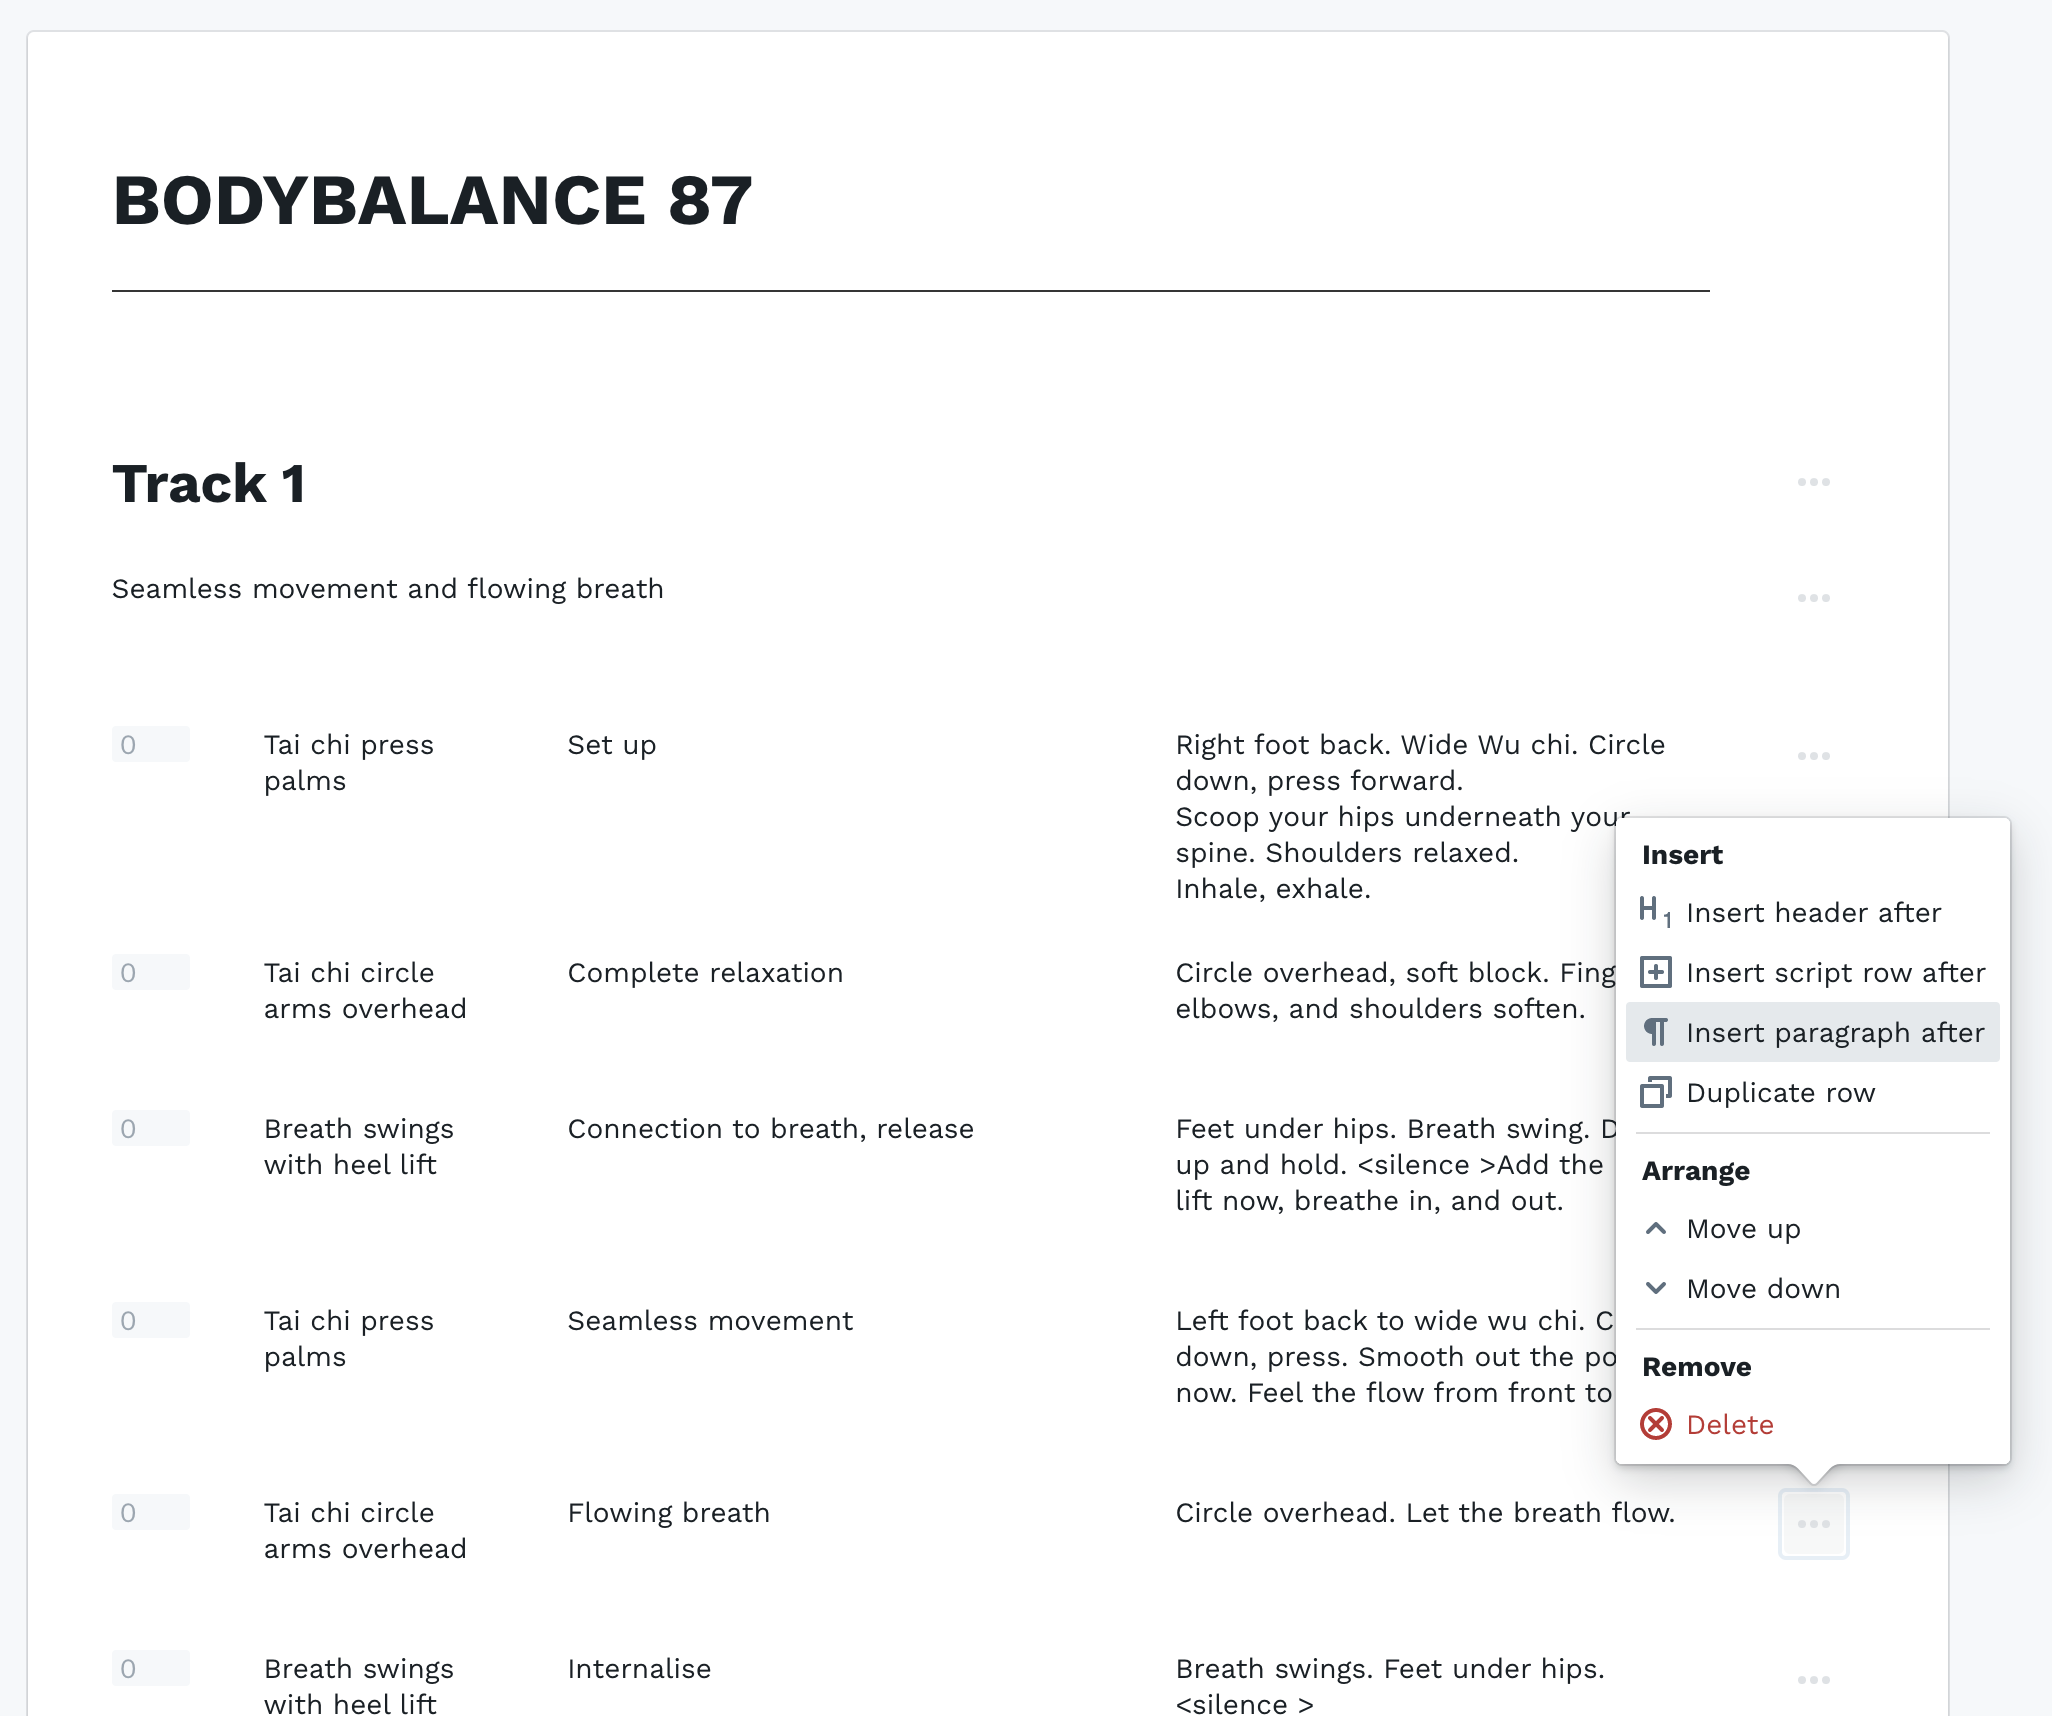 BODYBALANCE 87
Track 1
Seamless movement and flowing breath
0
Tai chi press
palms
Set up
Right foot back. Wide Wu chi. Circle
down, press forward.
Scoop your hips underneath your
spine. Shoulders relaxed.
Inhale, exhale.
0
Tai chi circle
arms overhead
Complete relaxation
Circle overhead, soft block.
elbows, and shoulders soften.
0
Breath swings
with heel lift
Connection to breath, release
Feet under hips. Breath swing.
up and hold. <silence >Add the
lift now, breathe in, and out.
0
Tai chi press
palms
Seamless movement
Left foot back to wide wu chi.
down, press. Smooth out the
now. Feel the flow from front to
0
Tai chi circle
arms overhead
Flowing breath
Circle overhead. Let the breath flow.
0
Breath swings
with heel lift
Internalise
Breath swings. Feet under hips.
<silence >
Insert
H1 Insert header after
Insert script row after
¶ Insert paragraph after
Duplicate row
Arrange
Move up
Move down
Remove
Delete